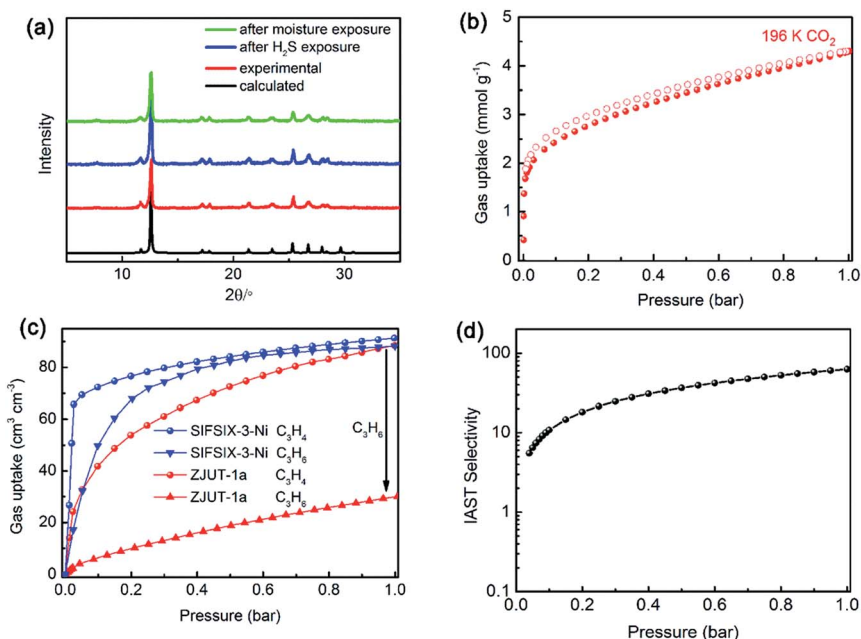 (a)
after moisture exposure
after H₂S exposure
experimental
calculated
Intensity
10
20
30
2θ/°
(b)
196 K CO₂
Gas uptake (mmol g⁻¹)
5
4
3
2
1
0
0.0
0.2
0.4
0.6
0.8
1.0
Pressure (bar)
(c)
Gas uptake (cm³ cm⁻³)
80
60
40
20
0
SIFSIX-3-Ni C₃H₄
SIFSIX-3-Ni C₃H₆
ZJUT-1a C₃H₄
ZJUT-1a C₃H₆
C₃H₆
0.0
0.2
0.4
0.6
0.8
1.0
Pressure (bar)
(d)
IAST Selectivity
100
10
1
0.1
0.0
0.2
0.4
0.6
0.8
1.0
Pressure (bar)